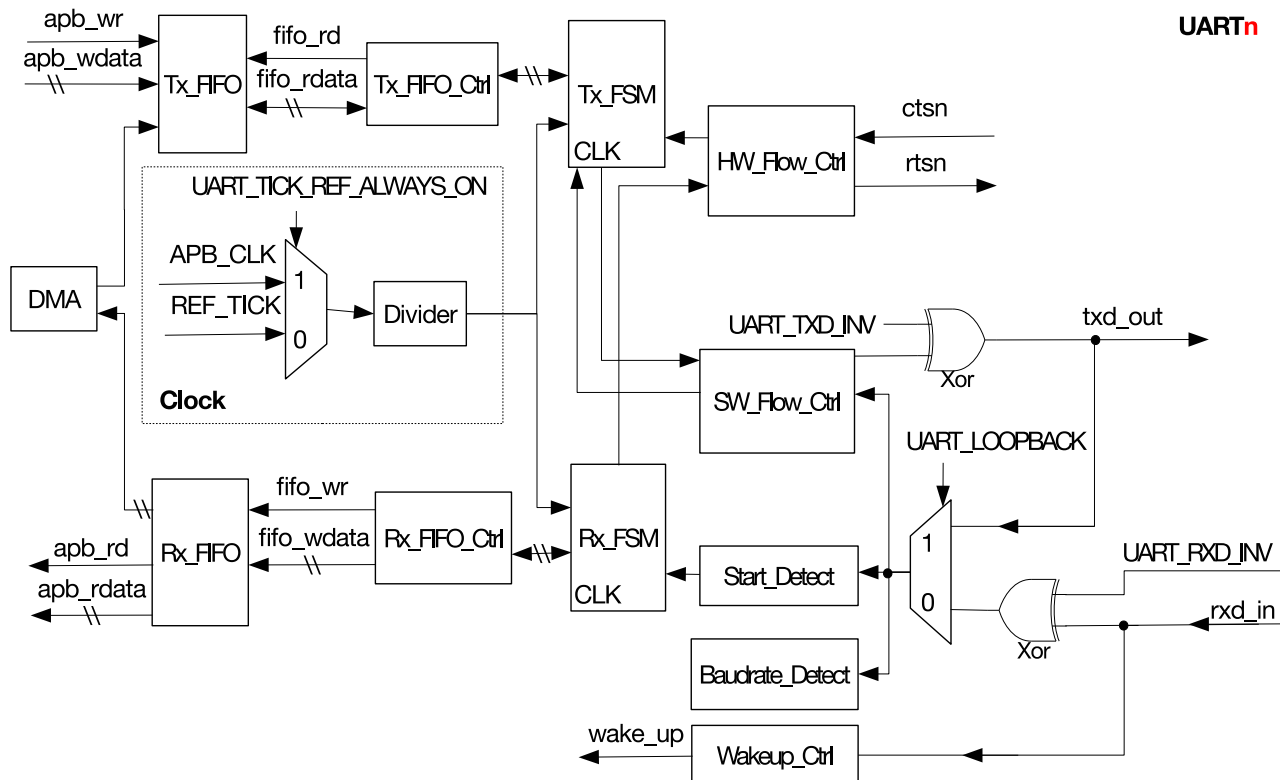 UARTn
apb_wr
apb_wdata
Tx_FIFO
fifo_rd
fifo_rdata
Tx_FIFO_Ctrl
Tx_FSM
CLK
HW_Flow_Ctrl
ctsn
rtsn
UART_TICK_REF_ALWAYS_ON
APB_CLK
REF_TICK
1
0
Divider
Clock
DMA
UART_TXD_INV
Xor
txd_out
SW_Flow_Ctrl
UART_LOOPBACK
1
0
UART_RXD_INV
rxd_in
Xor
fifo_wr
fifo_wdata
Rx_FIFO
Rx_FIFO_Ctrl
Rx_FSM
CLK
apb_rd
apb_rdata
Start_Detect
Baudrate_Detect
wake_up
Wakeup_Ctrl